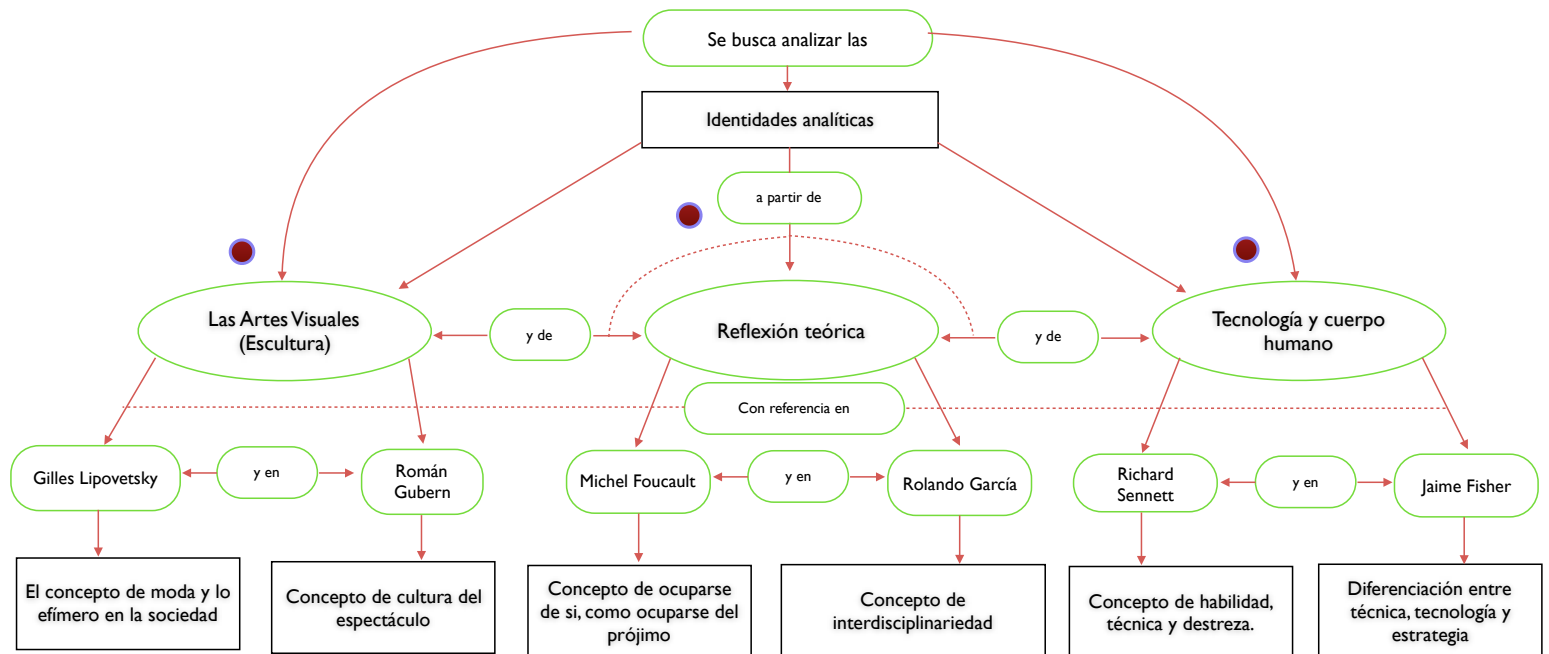 Se busca analizar las
Identidades analíticas
a partir de
Las Artes Visuales
(Escultura)
y de
Reflexión teórica
y de
Tecnología y cuerpo
humano
Con referencia en
Gilles Lipovetsky
y en
Román
Gubern
Michel Foucault
y en
Rolando García
Richard
Sennett
y en
Jaime Fisher
El concepto de moda y lo
efímero en la sociedad
Concepto de cultura del
espectáculo
Concepto de ocuparse
de si, como ocuparse del
prójimo
Concepto de
interdisciplinariedad
Concepto de habilidad,
técnica y destreza.
Diferenciación entre
técnica, tecnología y
estrategia